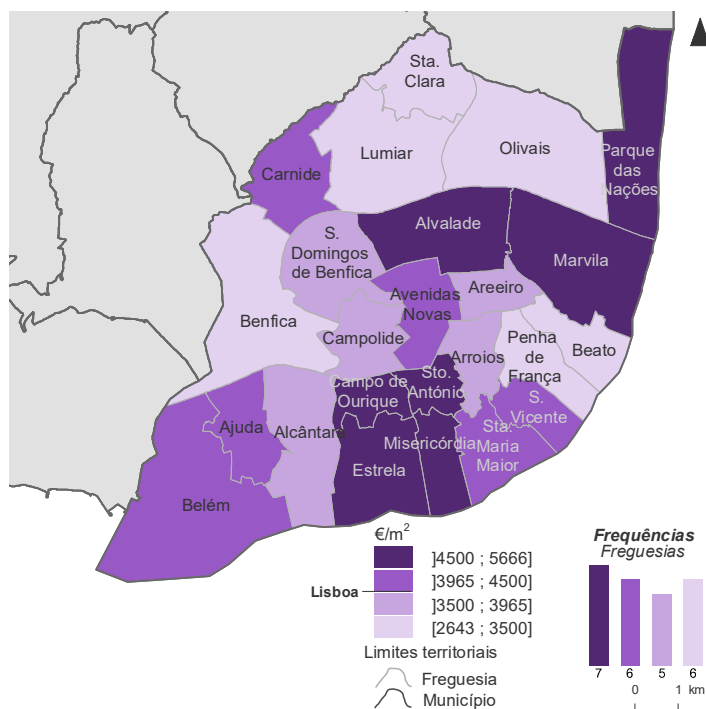 Sta.
Clara
Lumiar
Olivais
Parque
das
Nações
Carnide
Alvalade
S.
Domingos
de Benfica
Marvila
Avenidas
Novas
Areeiro
Benfica
Campolide
Penha
de
França
Beato
Arroios
Campo de
Ourique
Sto.
António
S.
Vicente
Ajuda
Alcântara
Misericórdia
Sta.
Maria
Maior
Estrela
Belém
€/m²
]4500 ; 5666]
]3965 ; 4500]
Lisboa
]3500 ; 3965]
[2643 ; 3500]
Limites territoriais
Freguesia
Município
Frequências
Freguesias
7 6 5 6
0 1 km